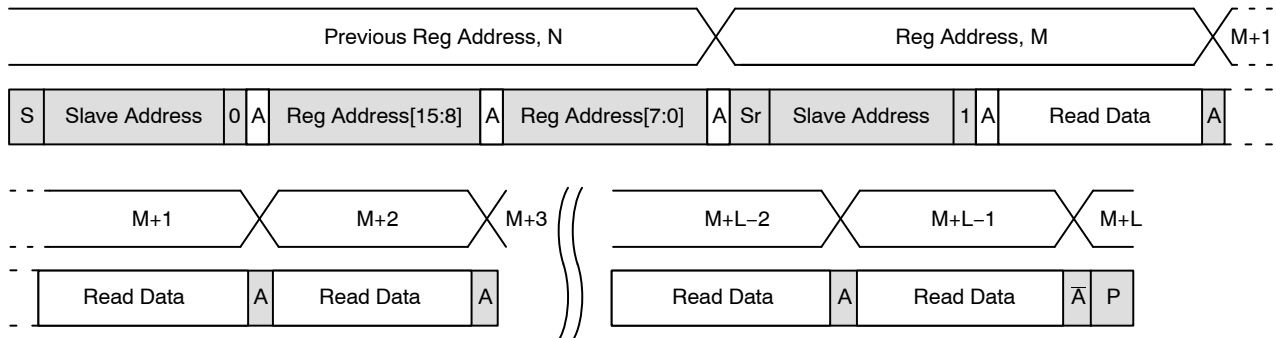 Previous Reg Address, N Reg Address, M M+1
S Slave Address 0 A Reg Address[15:8] A Reg Address[7:0] A Sr Slave Address 1 A Read Data A
M+1 M+2 M+3 M+L−2 M+L−1 M+L
Read Data A Read Data A Read Data A Read Data A̅ P